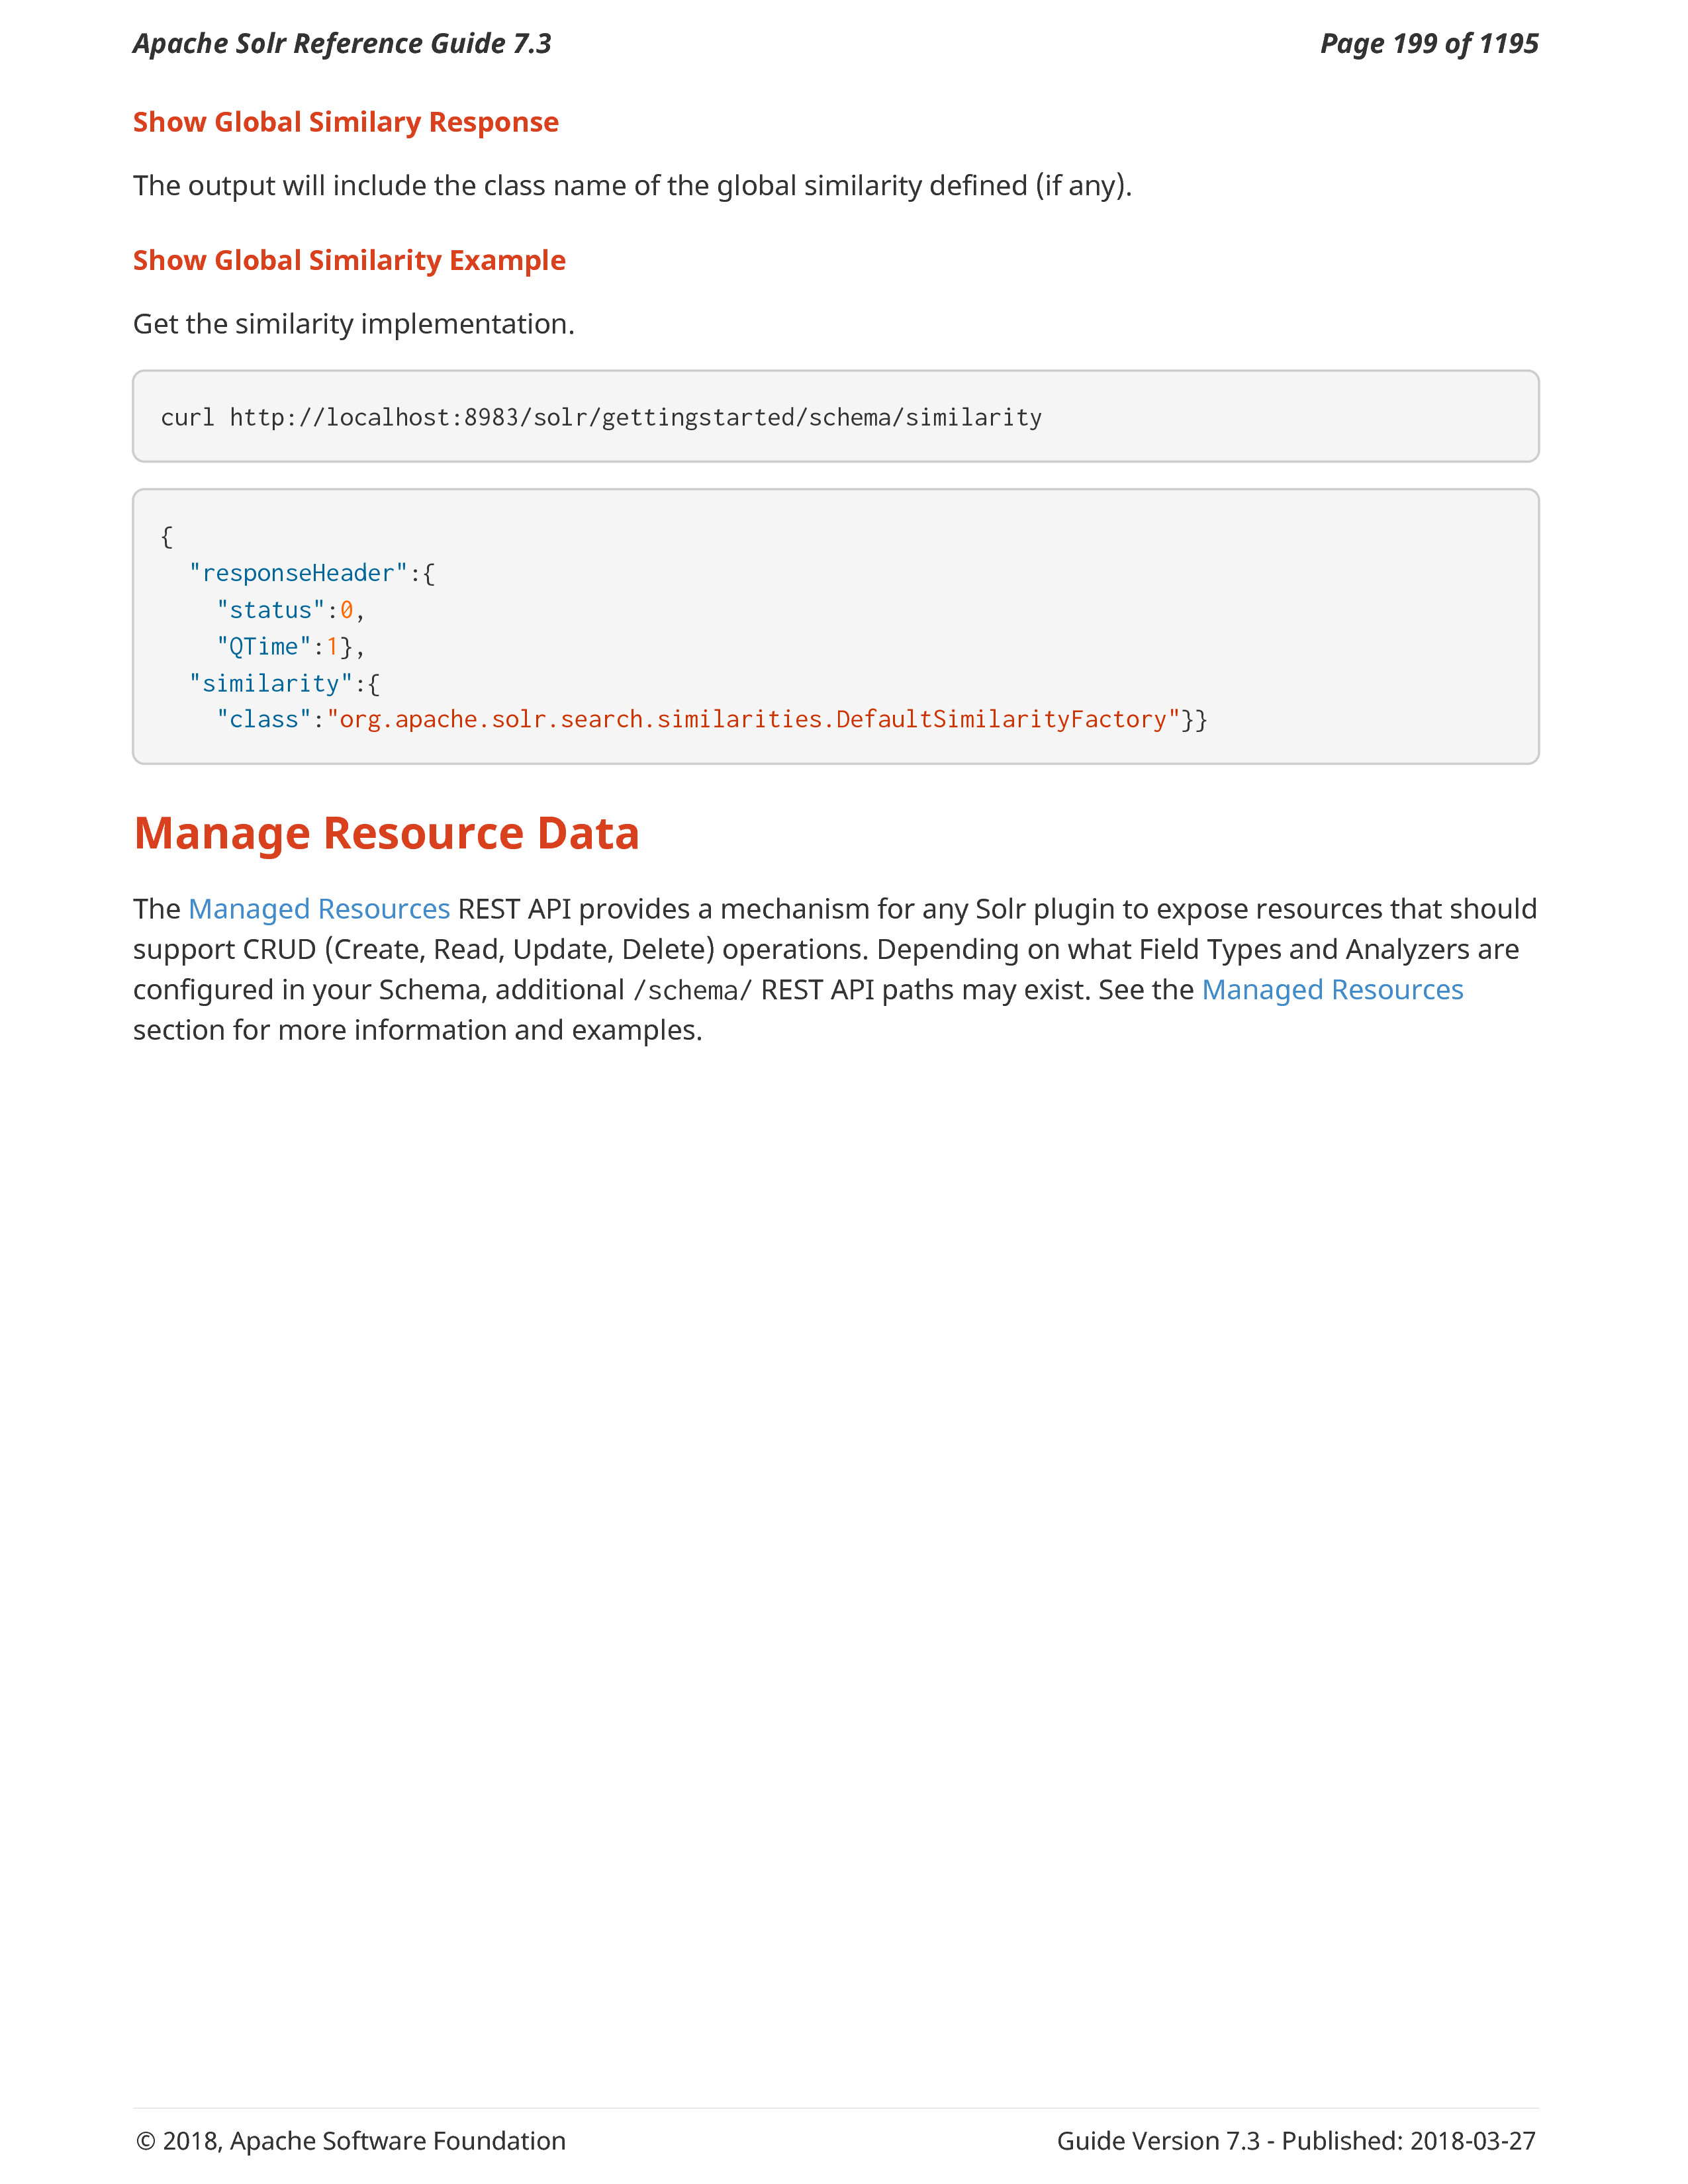 Apache Solr Reference Guide 7.3 Page 199 of 1195
Show Global Similary Response
The output will include the class name of the global similarity defined (if any).
Show Global Similarity Example
Get the similarity implementation.
curl http://localhost:8983/solr/gettingstarted/schema/similarity
{
  "responseHeader":{
    "status":0,
    "QTime":1},
  "similarity":{
    "class":"org.apache.solr.search.similarities.DefaultSimilarityFactory"}}
Manage Resource Data
The Managed Resources REST API provides a mechanism for any Solr plugin to expose resources that should
support CRUD (Create, Read, Update, Delete) operations. Depending on what Field Types and Analyzers are
configured in your Schema, additional /schema/ REST API paths may exist. See the Managed Resources
section for more information and examples.
© 2018, Apache Software Foundation Guide Version 7.3 - Published: 2018-03-27